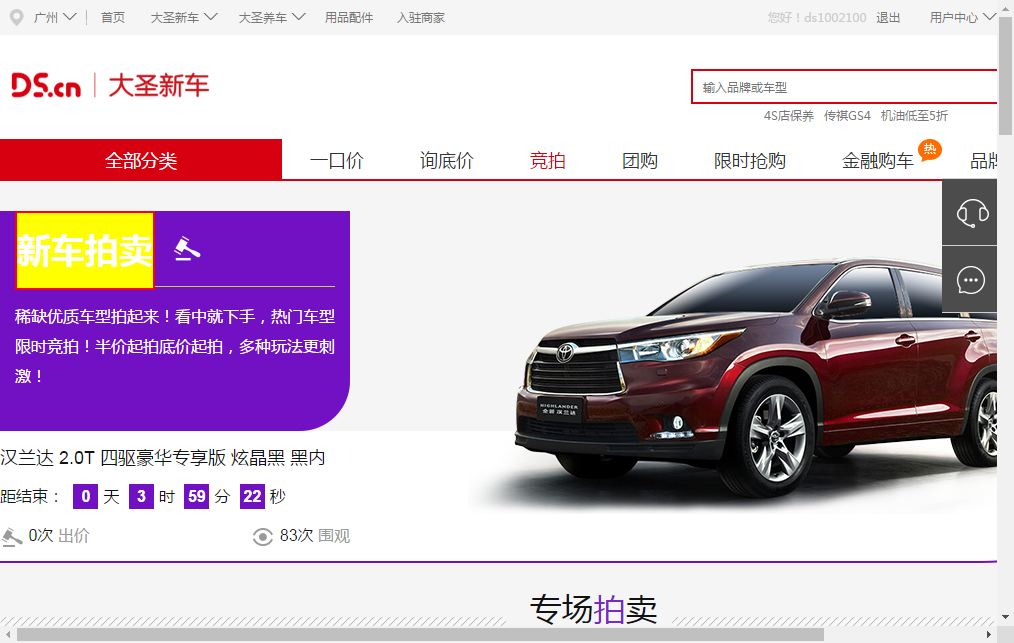 广州 首页 大圣新车 大圣养车 用品配件 入驻商家 您好！ds1002100 退出 用户中心
DS.cn 大圣新车
输入品牌或车型
4S店保养 传祺GS4 机油低至5折
全部分类 一口价 询底价 竞拍 团购 限时抢购 金融购车 热 品牌
新车拍卖
稀缺优质车型拍起来！看中就下手，热门车型
限时竞拍！半价起拍底价起拍，多种玩法更刺
激！
HIGHLANDER
全新 汉兰达
汉兰达 2.0T 四驱豪华专享版 炫晶黑 黑内
距结束： 0 天 3 时 59 分 22 秒
0次 出价 83次 围观
专场拍卖